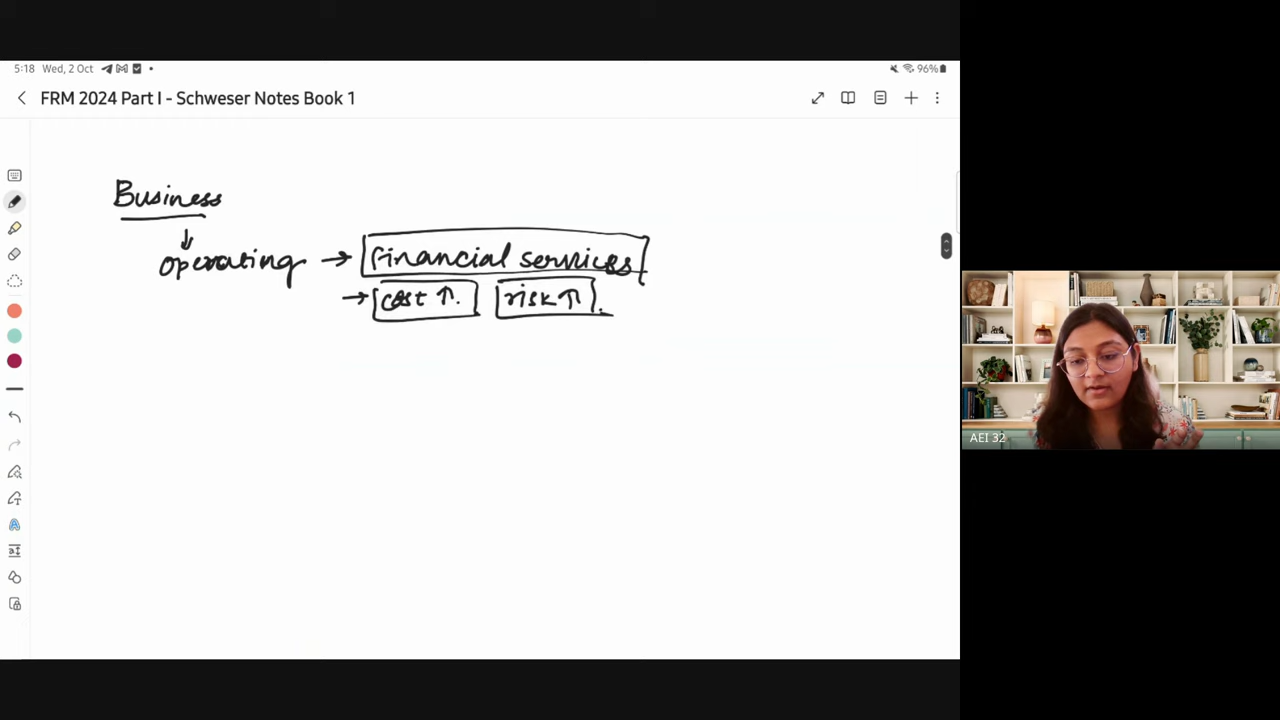 5:18 Wed, 2 Oct
96%
FRM 2024 Part I - Schweser Notes Book 1
Business
↓
operating → Financial services
→ cost ↑. risk ↑.
AEI 32